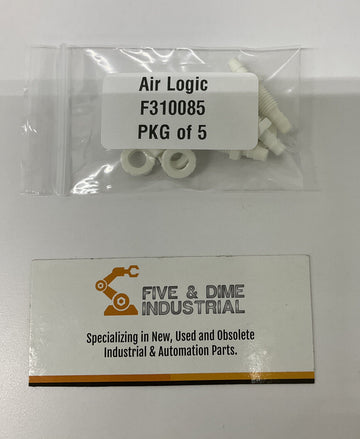 Air Logic
F310085
PKG of 5
FIVE & DIME
INDUSTRIAL
Specializing in New, Used and Obsolete
Industrial & Automation Parts.